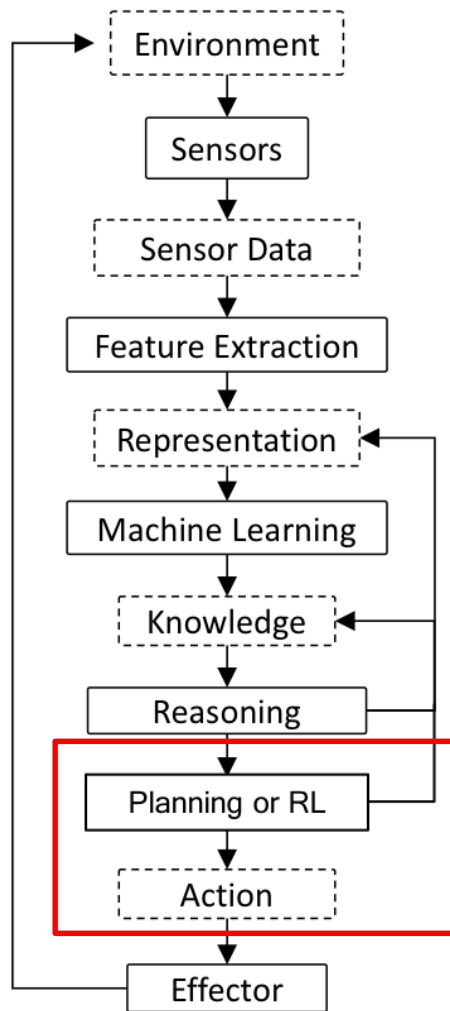 Environment
Sensors
Sensor Data
Feature Extraction
Representation
Machine Learning
Knowledge
Reasoning
Planning or RL
Action
Effector